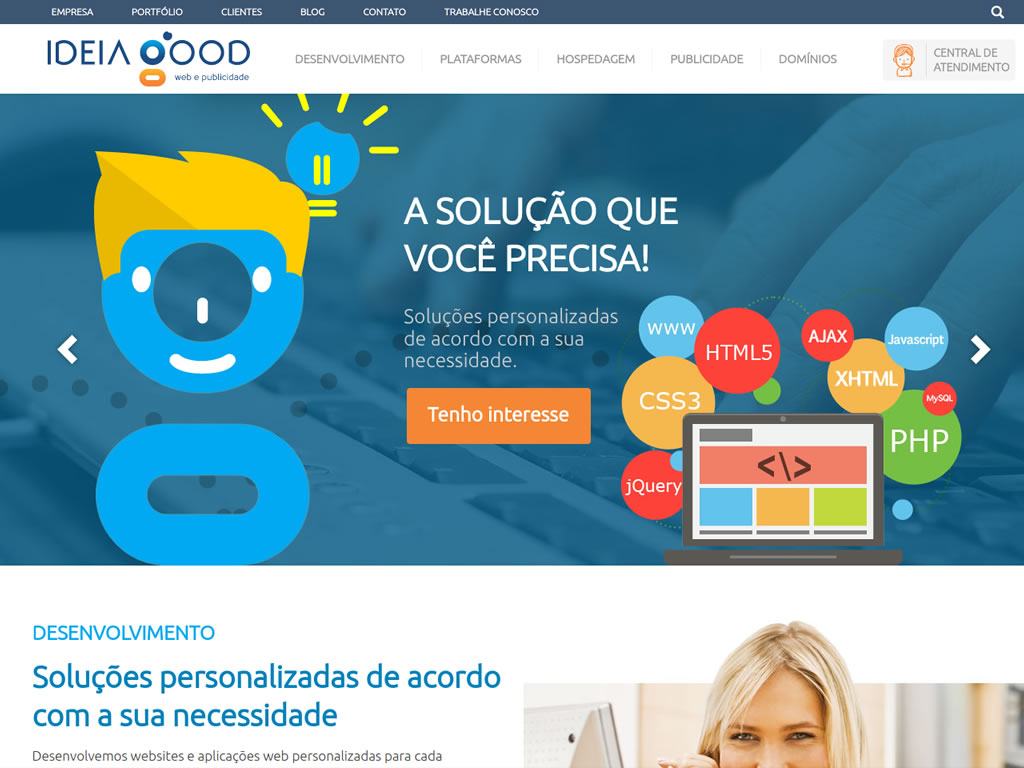 EMPRESA PORTFÓLIO CLIENTES BLOG CONTATO TRABALHE CONOSCO
IDEIA GOOD
web e publicidade
DESENVOLVIMENTO PLATAFORMAS HOSPEDAGEM PUBLICIDADE DOMÍNIOS
CENTRAL DE
ATENDIMENTO
A SOLUÇÃO QUE
VOCÊ PRECISA!
Soluções personalizadas
de acordo com a sua
necessidade.
Tenho interesse
www
HTML5
AJAX
Javascript
XHTML
CSS3
MySQL
PHP
jQuery
<\>
DESENVOLVIMENTO
Soluções personalizadas de acordo
com a sua necessidade
Desenvolvemos websites e aplicações web personalizadas para cada